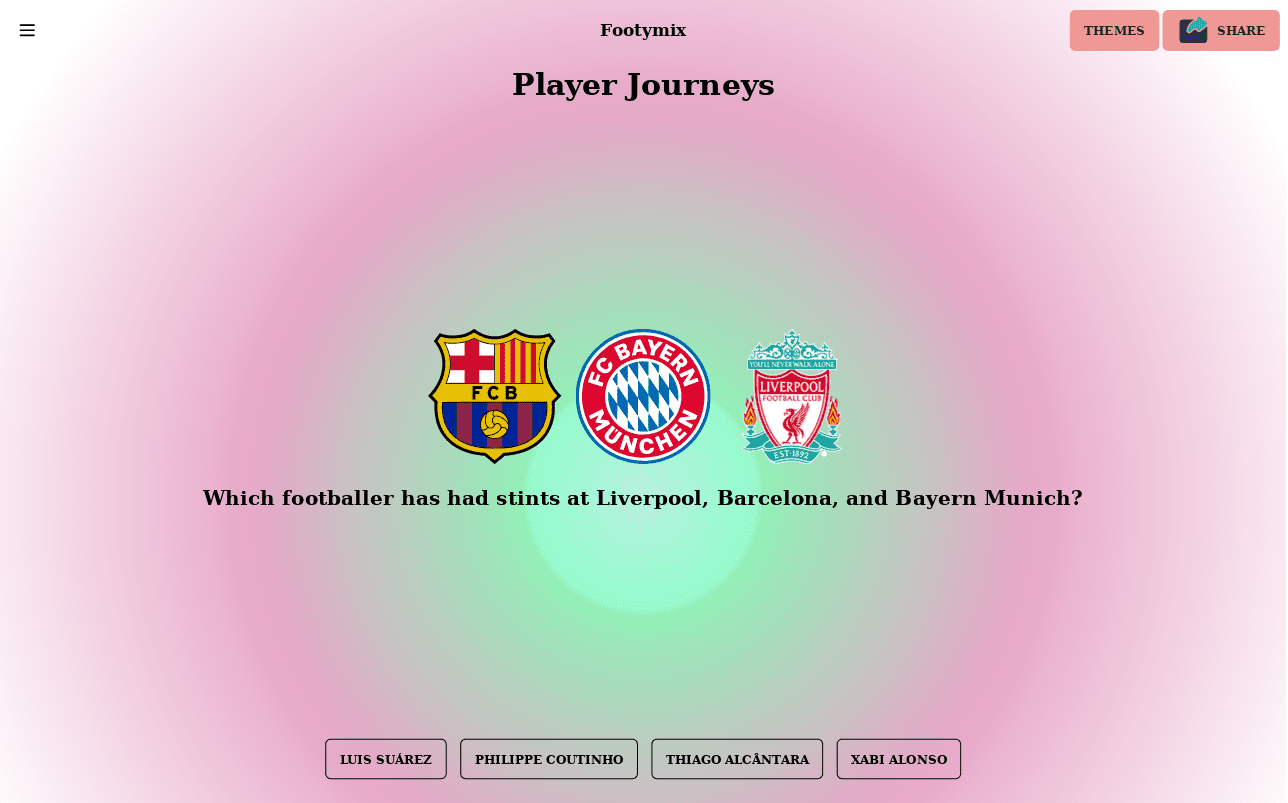 Footymix
THEMES
SHARE
Player Journeys
FCB
FC BAYERN
MÜNCHEN
YOU'LL NEVER WALK ALONE
LIVERPOOL
FOOTBALL CLUB
EST·1892
Which footballer has had stints at Liverpool, Barcelona, and Bayern Munich?
LUIS SUÁREZ
PHILIPPE COUTINHO
THIAGO ALCÂNTARA
XABI ALONSO